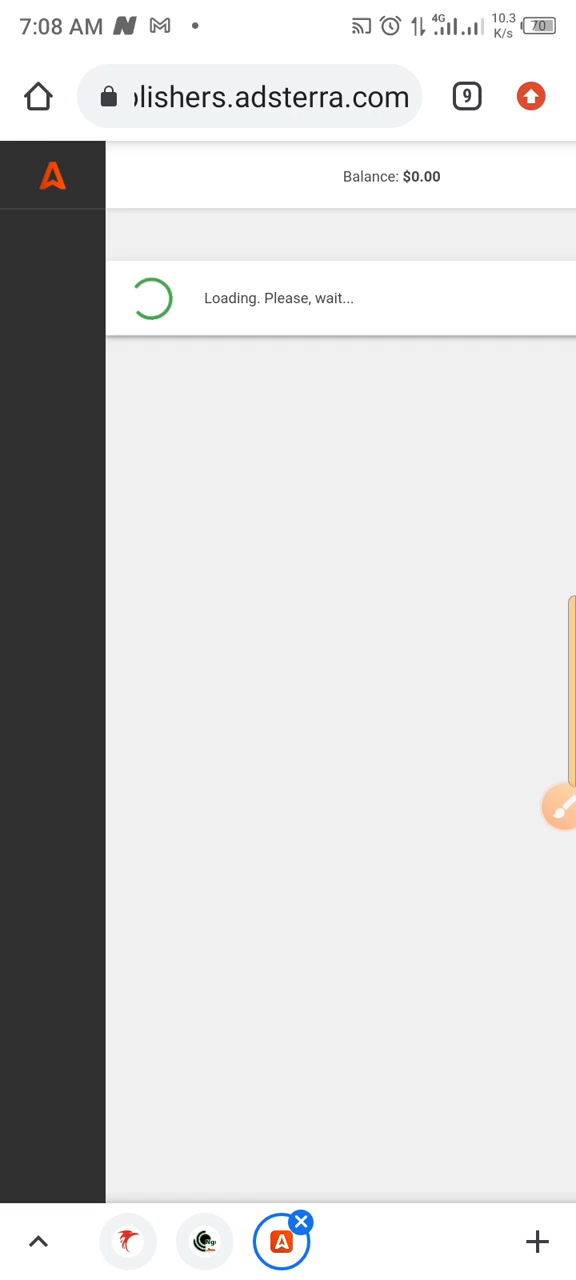 7:08 AM
4G
10.3
K/s
70
lishers.adsterra.com
9
Balance: $0.00
Loading. Please, wait...